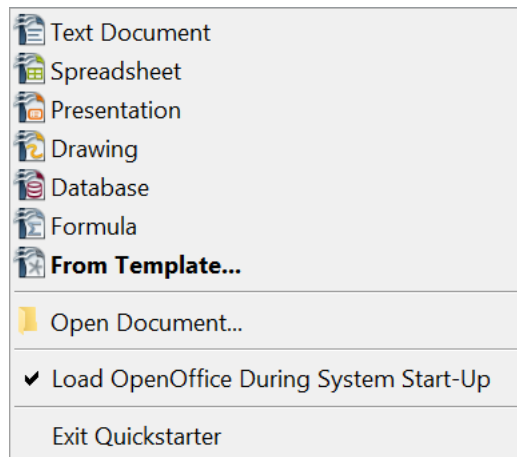 Text Document
Spreadsheet
Presentation
Drawing
Database
Formula
From Template...
Open Document...
Load OpenOffice During System Start-Up
Exit Quickstarter